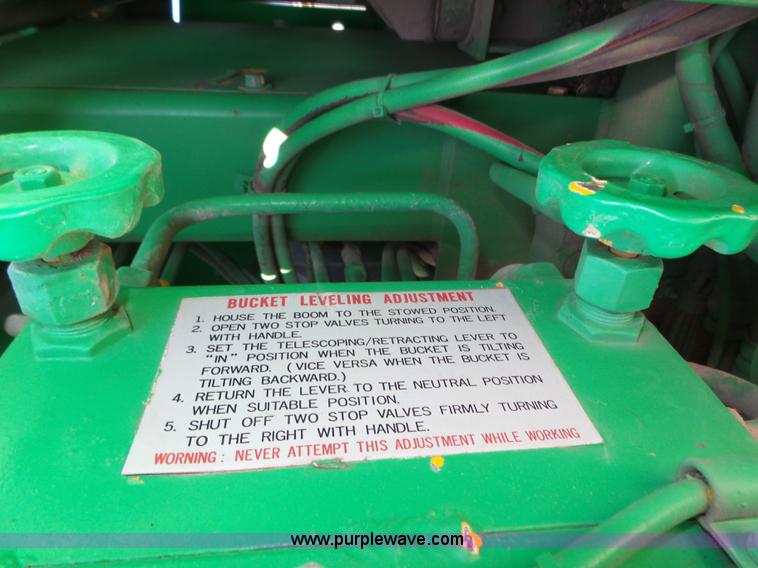 BUCKET LEVELING ADJUSTMENT
1. HOUSE THE BOOM TO THE STOWED POSITION.
2. OPEN TWO STOP VALVES TURNING TO THE LEFT
WITH HANDLE.
3. SET THE TELESCOPING/RETRACTING LEVER TO
"IN" POSITION WHEN THE BUCKET IS TILTING
FORWARD. (VICE VERSA WHEN THE BUCKET IS
TILTING BACKWARD.)
4. RETURN THE LEVER TO THE NEUTRAL POSITION
WHEN SUITABLE POSITION.
5. SHUT OFF TWO STOP VALVES FIRMLY TURNING
TO THE RIGHT WITH HANDLE.
WORNING: NEVER ATTEMPT THIS ADJUSTMENT WHILE WORKING
www.purplewave.com